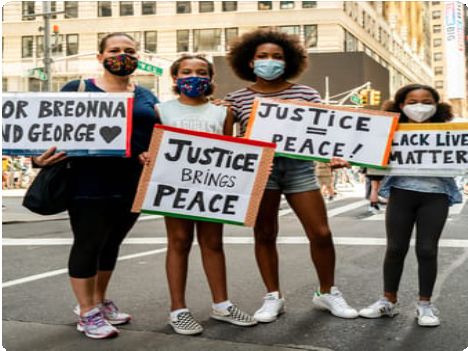 OR BREONNA
ND GEORGE
JUSTICE
BRINGS
PEACE
JUSTICE
=
PEACE!
LACK LIVE
MATTER